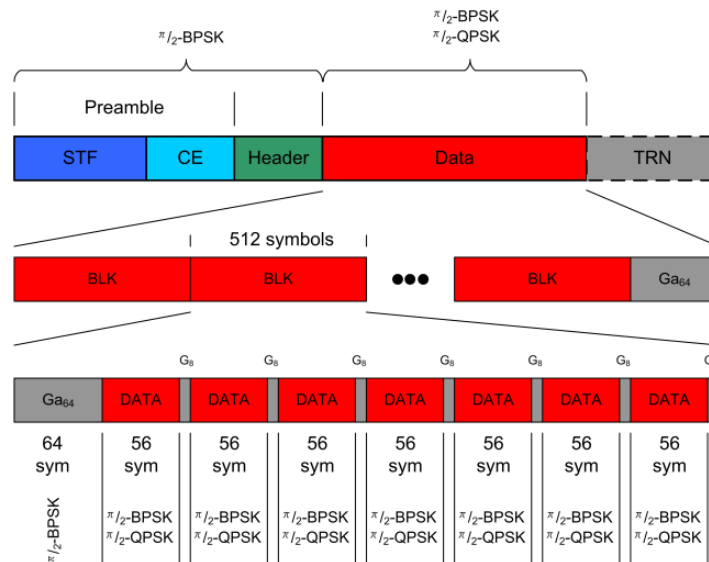 π/2-BPSK
π/2-BPSK
π/2-QPSK
Preamble
STF CE Header Data TRN
512 symbols
BLK BLK BLK Ga64
G8 G8 G8 G8 G8 G8 G
Ga64 DATA DATA DATA DATA DATA DATA DATA
64 56 56 56 56 56 56 56
sym sym sym sym sym sym sym sym
π/2-BPSK
π/2-BPSK π/2-BPSK π/2-BPSK π/2-BPSK π/2-BPSK π/2-BPSK π/2-BPSK
π/2-QPSK π/2-QPSK π/2-QPSK π/2-QPSK π/2-QPSK π/2-QPSK π/2-QPSK